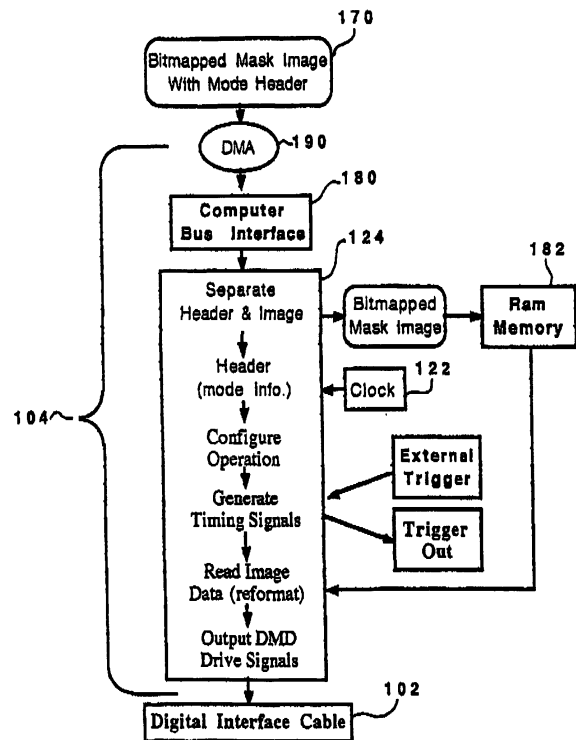 170
Bitmapped Mask Image
With Mode Header
DMA
190
180
Computer
Bus Interface
124
182
Separate
Header & Image
Bitmapped
Mask Image
Ram
Memory
Header
(mode info.)
Clock
122
104
Configure
Operation
External
Trigger
Generate
Timing Signals
Trigger
Out
Read Image
Data (reformat)
Output DMD
Drive Signals
102
Digital Interface Cable